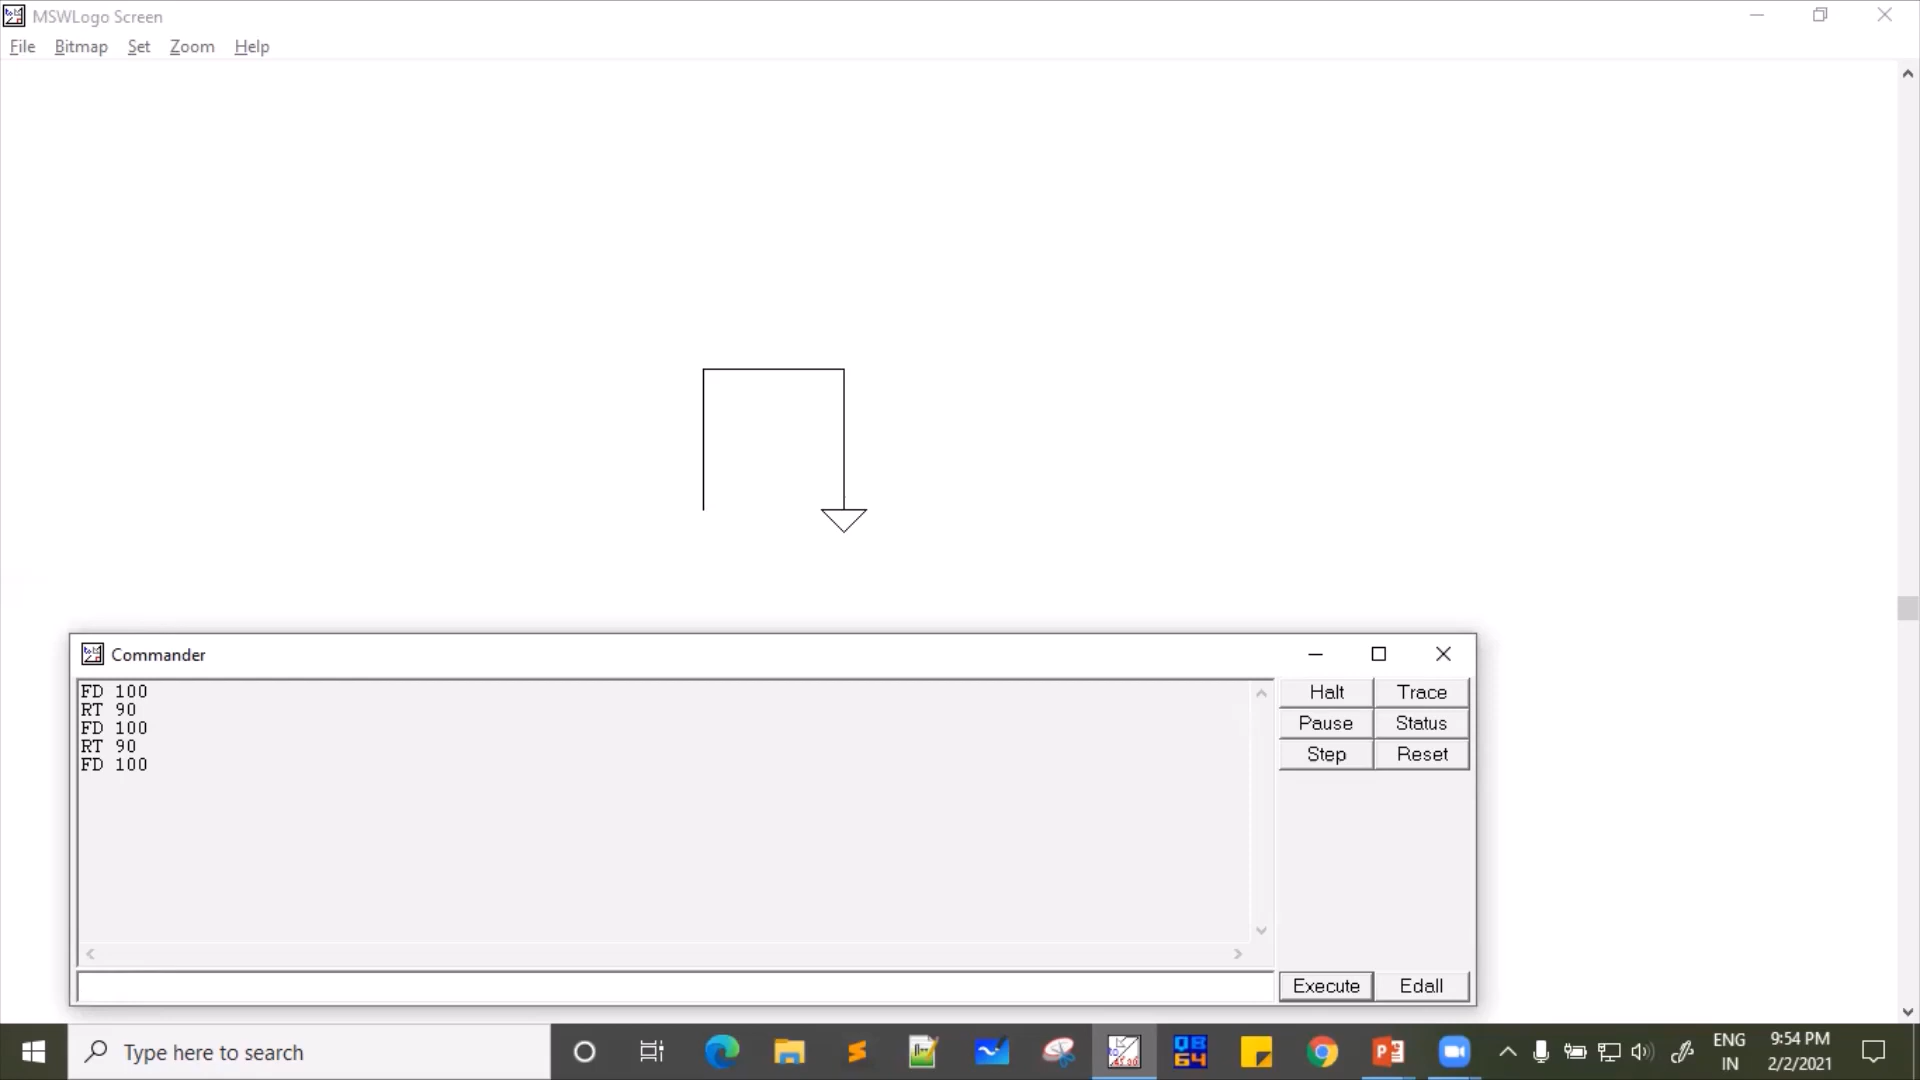 MSWLogo Screen
File Bitmap Set Zoom Help
Commander
FD 100
RT 90
FD 100
RT 90
FD 100
Halt Trace
Pause Status
Step Reset
Execute Edall
Type here to search
QB
64
ENG
IN
9:54 PM
2/2/2021